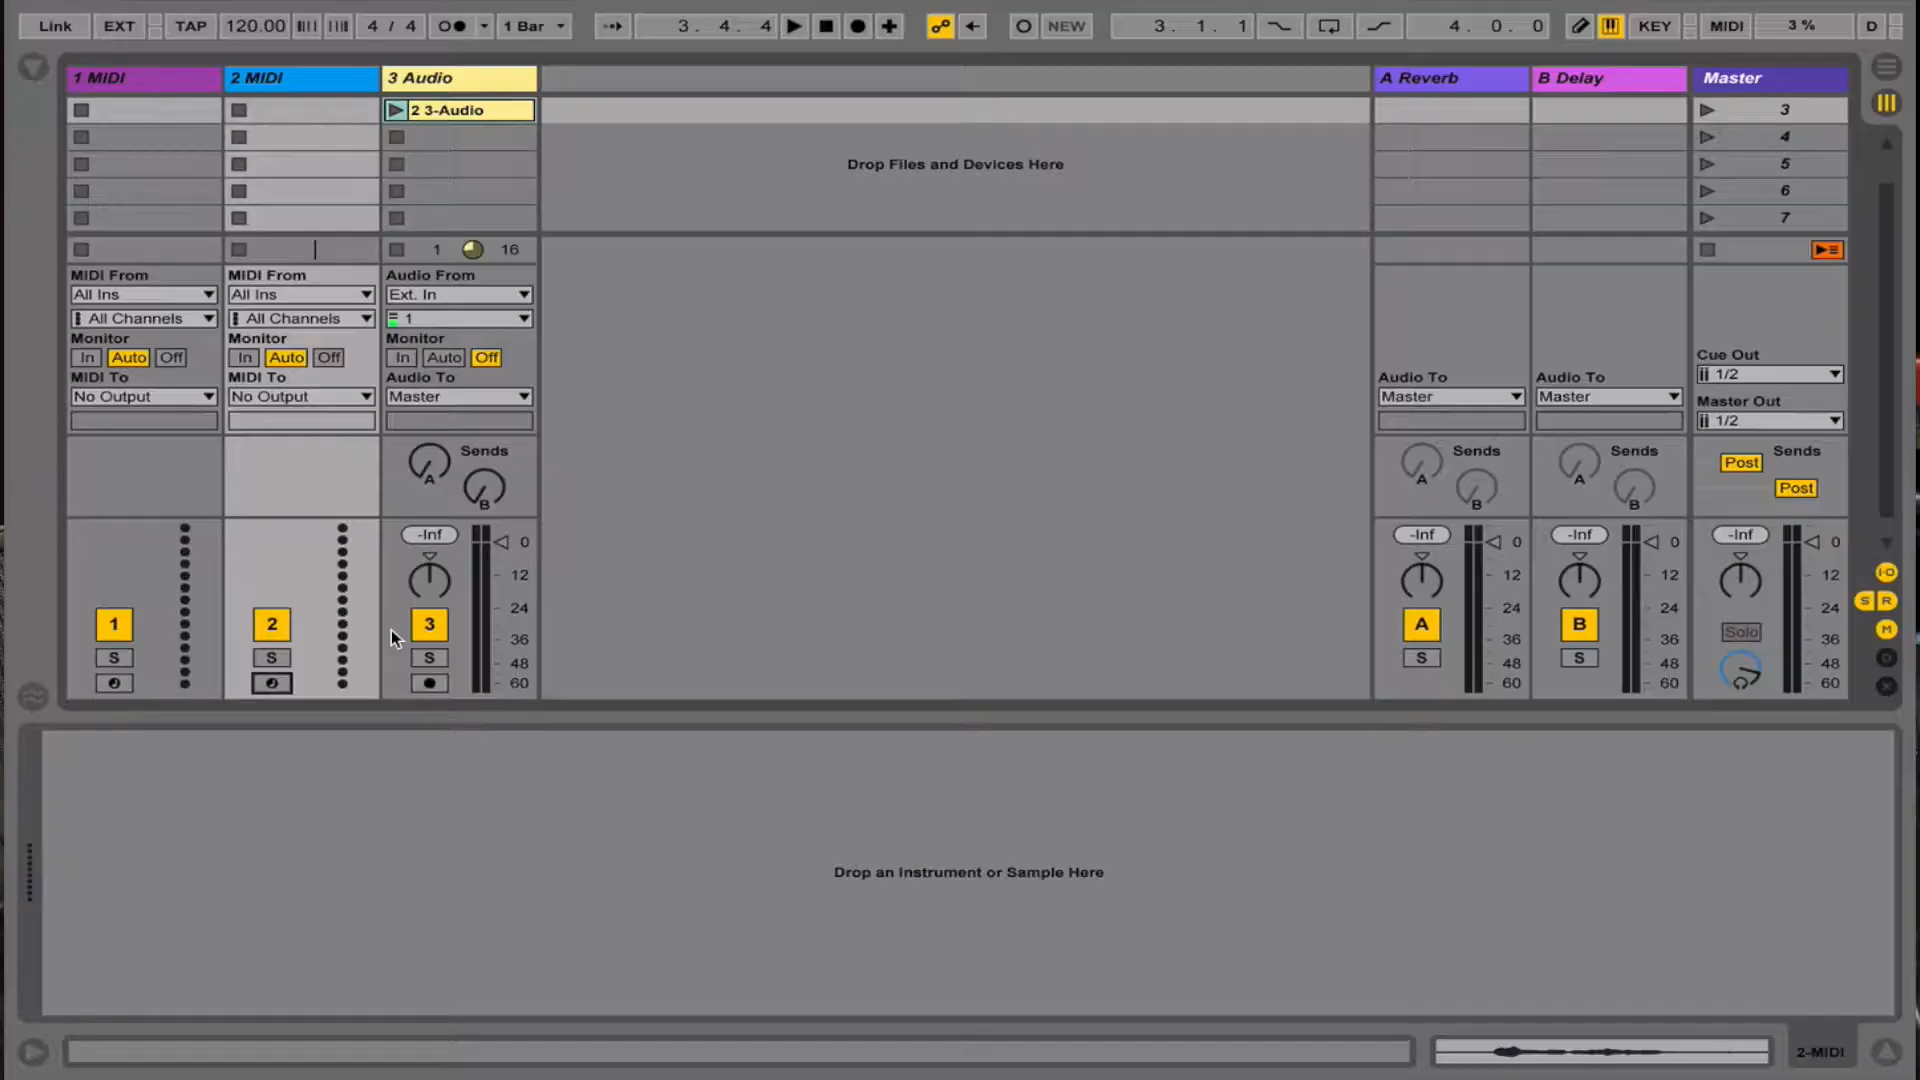 Link EXT TAP 120.00 4 / 4 1 Bar 3. 4. 4 NEW 3. 1. 1 4. 0. 0 KEY MIDI 3 % D
1 MIDI 2 MIDI 3 Audio A Reverb B Delay Master
2 3-Audio 3
4
Drop Files and Devices Here 5
6
7
1 16
MIDI From MIDI From Audio From
All Ins All Ins Ext. In
All Channels All Channels 1
Monitor Monitor Monitor
In Auto Off In Auto Off In Auto Off Cue Out
1/2
MIDI To MIDI To Audio To Audio To Audio To
No Output No Output Master Master Master Master Out
1/2
Sends Sends Sends Post Sends
A A A
B B B Post
-Inf -Inf -Inf -Inf
0 0 0 0
12 12 12 12
24 24 24 24
1 2 3 A B Solo
36 36 36 36
S S S S S
48 48 48 48
60 60 60 60
I-O
S R
M
D
X
Drop an Instrument or Sample Here
2-MIDI